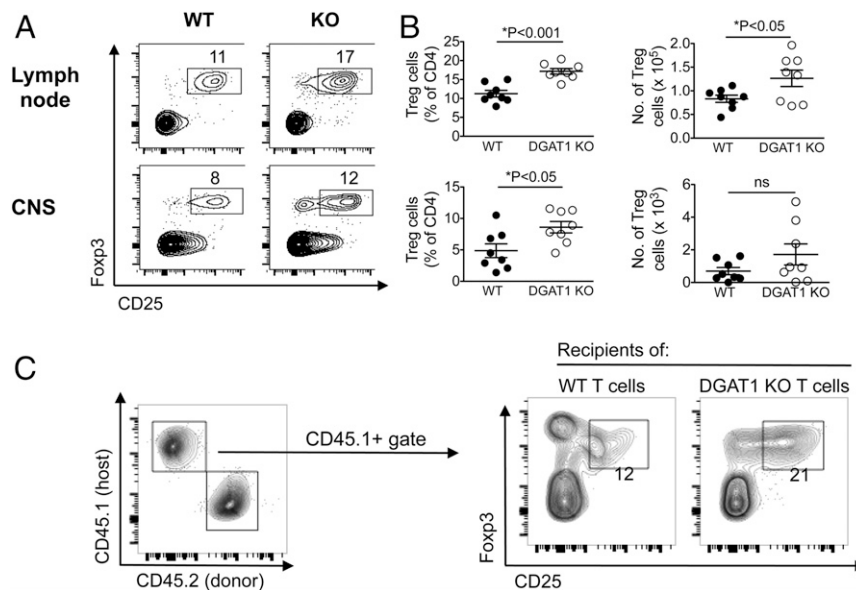 A
WT
KO
Lymph
node
11
17
CNS
8
12
Foxp3
CD25
B
*P<0.001
Treg cells
(% of CD4)
25
20
15
10
5
0
WT
DGAT1 KO
*P<0.05
No. of Treg
cells (x 10⁵)
2.0
1.5
1.0
0.5
0
WT
DGAT1 KO
*P<0.05
Treg cells
(% of CD4)
15
10
5
0
WT
DGAT1 KO
ns
No. of Treg
cells (x 10³)
6
4
2
0
WT
DGAT1 KO
C
CD45.1 (host)
CD45.2 (donor)
CD45.1+ gate
Recipients of:
WT T cells
DGAT1 KO T cells
12
21
Foxp3
CD25